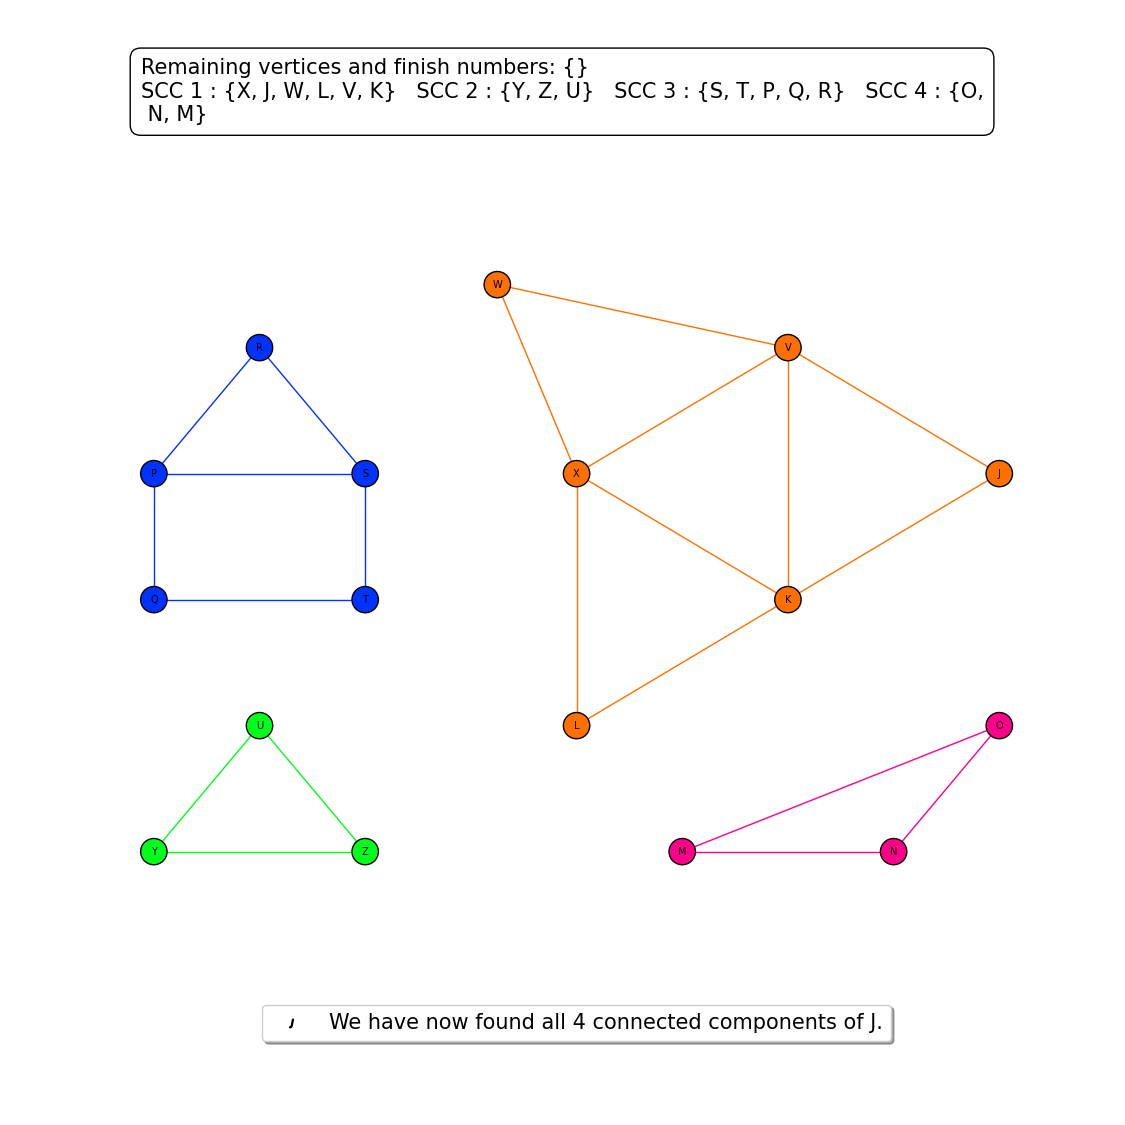 Remaining vertices and finish numbers: {}
SCC 1 : {X, J, W, L, V, K}   SCC 2 : {Y, Z, U}   SCC 3 : {S, T, P, Q, R}   SCC 4 : {O,
N, M}
W
R
V
P
S
X
J
Q
T
K
U
L
O
Y
Z
M
N
We have now found all 4 connected components of J.